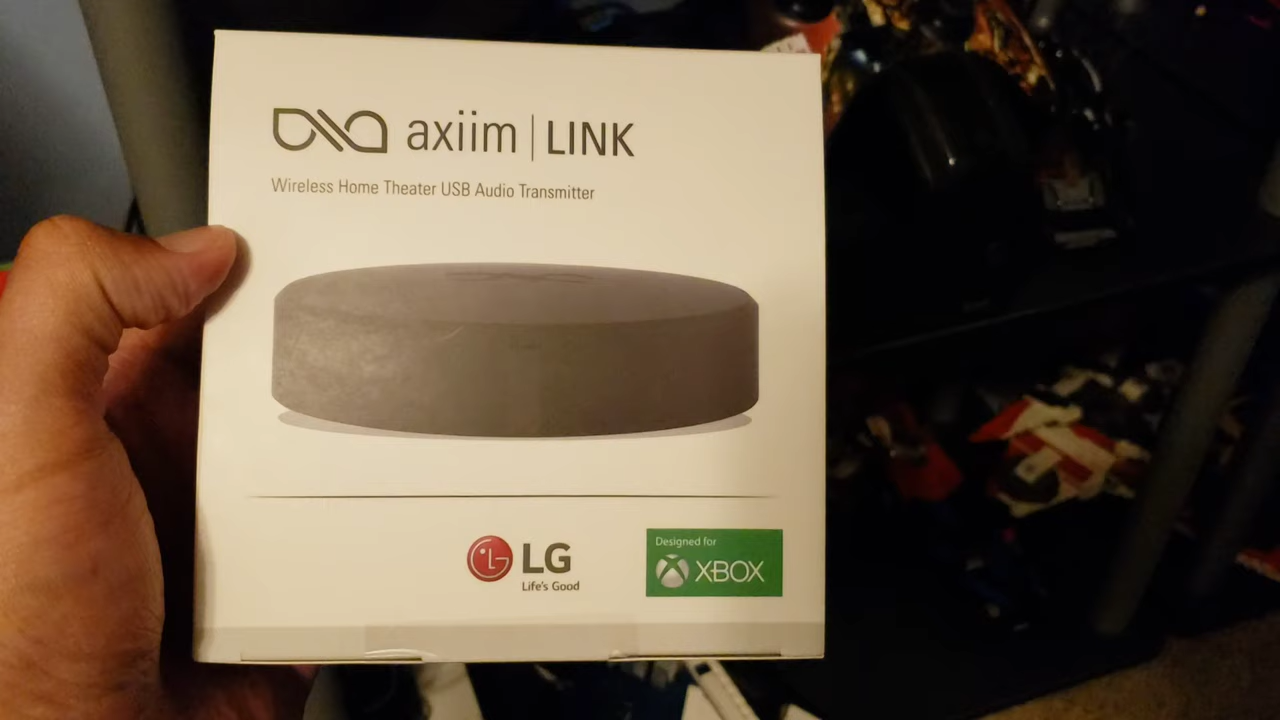 axiim | LINK
Wireless Home Theater USB Audio Transmitter
LG
Life's Good
Designed for
XBOX